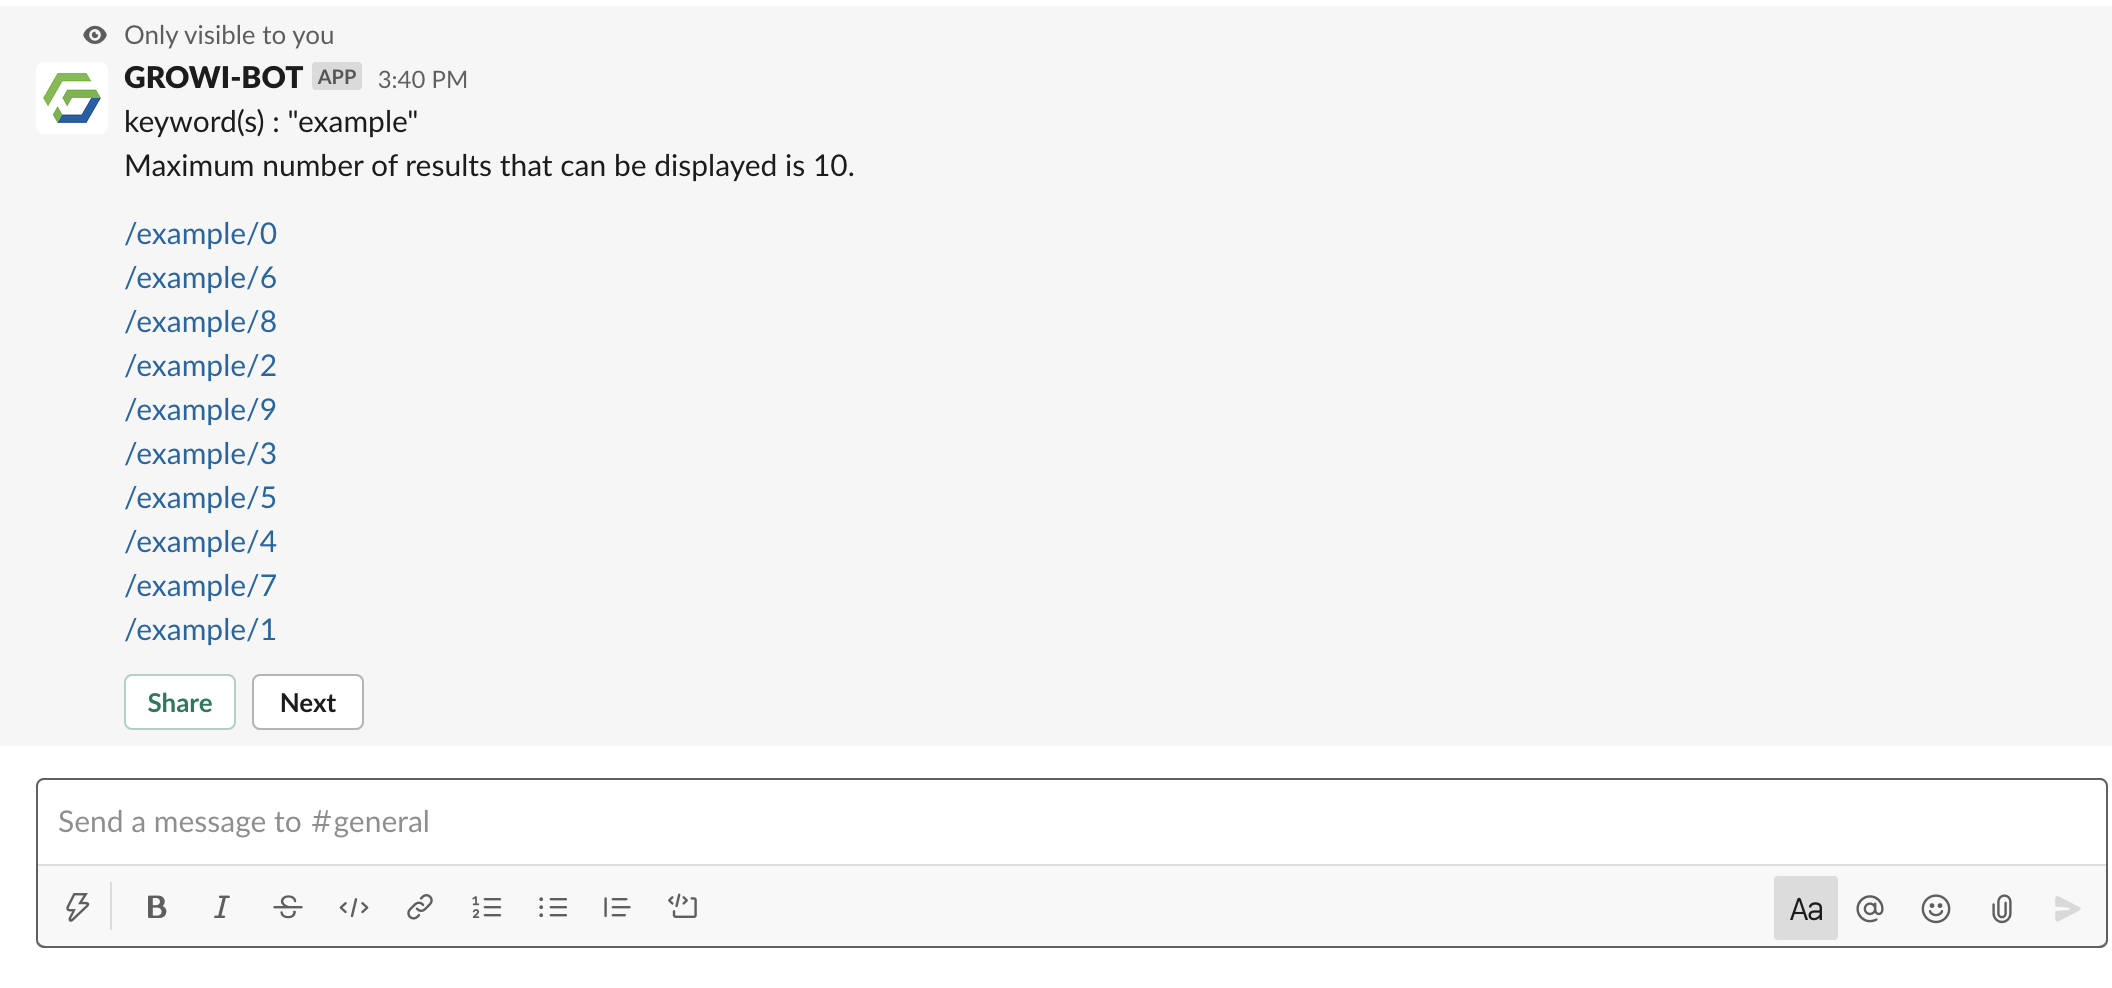 Only visible to you
GROWI-BOT APP 3:40 PM
keyword(s) : "example"
Maximum number of results that can be displayed is 10.
/example/0
/example/6
/example/8
/example/2
/example/9
/example/3
/example/5
/example/4
/example/7
/example/1
Share Next
Send a message to #general
B I S </> 1 2 </> Aa @